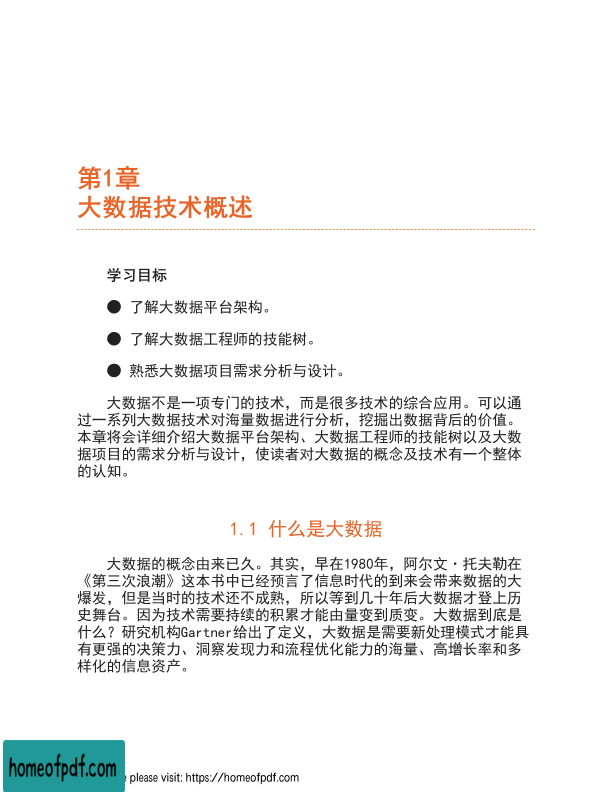 第1章
大数据技术概述
学习目标
● 了解大数据平台架构。
● 了解大数据工程师的技能树。
● 熟悉大数据项目需求分析与设计。
大数据不是一项专门的技术，而是很多技术的综合应用。可以通
过一系列大数据技术对海量数据进行分析，挖掘出数据背后的价值。
本章将会详细介绍大数据平台架构、大数据工程师的技能树以及大数
据项目的需求分析与设计，使读者对大数据的概念及技术有一个整体
的认知。
1.1 什么是大数据
大数据的概念由来已久。其实，早在1980年，阿尔文·托夫勒在
《第三次浪潮》这本书中已经预言了信息时代的到来会带来数据的大
爆发，但是当时的技术还不成熟，所以等到几十年后大数据才登上历
史舞台。因为技术需要持续的积累才能由量变到质变。大数据到底是
什么？研究机构Gartner给出了定义，大数据是需要新处理模式才能具
有更强的决策力、洞察发现力和流程优化能力的海量、高增长率和多
样化的信息资产。
homeofpdf.com
please visit: https://homeofpdf.com